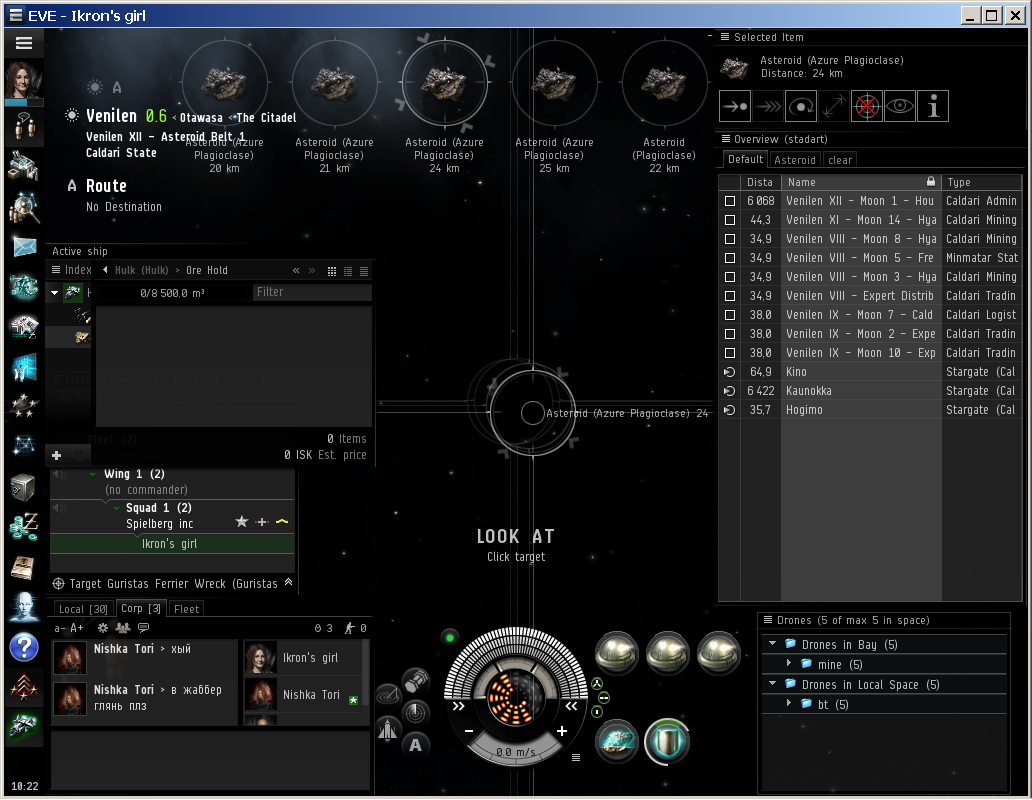 EVE - Ikron's girl
A
Venilen 0.6 < Otawasa < The Citadel
Venilen XII - Asteroid Belt 1
Caldari State
A Route
No Destination
Asteroid (Azure Plagioclase)
20 km
Asteroid (Azure Plagioclase)
21 km
Asteroid (Azure Plagioclase)
24 km
Asteroid (Azure Plagioclase)
25 km
Asteroid (Plagioclase)
22 km
Active ship
Index
Hulk (Hulk) > Ore Hold
« »
0/8 500,0 m³
Filter
Fleet (2)
0 Items
0 ISK Est. price
Wing 1 (2)
(no commander)
Squad 1 (2)
Spielberg inc
Ikron's girl
Target Guristas Ferrier Wreck (Guristas
Local [30] Corp [3] Fleet
a- A+
0 3 0
Nishka Tori > хый
Nishka Tori > в жаббер
глянь плз
Ikron's girl
Nishka Tori
10:22
Asteroid (Azure Plagioclase) 24
LOOK AT
Click target
A
0,0 m/s
Selected Item
Asteroid (Azure Plagioclase)
Distance: 24 km
Overview (stadart)
Default Asteroid clear
Dista Name Type
6 068 Venilen XII - Moon 1 - Hou Caldari Admin
44,3 Venilen XI - Moon 14 - Hya Caldari Mining
34,9 Venilen VIII - Moon 8 - Hya Caldari Mining
34,9 Venilen VIII - Moon 5 - Fre Minmatar Stat
34,9 Venilen VIII - Moon 3 - Hya Caldari Mining
34,9 Venilen VIII - Expert Distrib Caldari Tradin
38,0 Venilen IX - Moon 7 - Cald Caldari Logist
38,0 Venilen IX - Moon 2 - Expe Caldari Tradin
38,0 Venilen IX - Moon 10 - Exp Caldari Tradin
64,9 Kino Stargate (Cal
6 422 Kaunokka Stargate (Cal
35,7 Hogimo Stargate (Cal
Drones (5 of max 5 in space)
Drones in Bay (5)
mine (5)
Drones in Local Space (5)
bt (5)